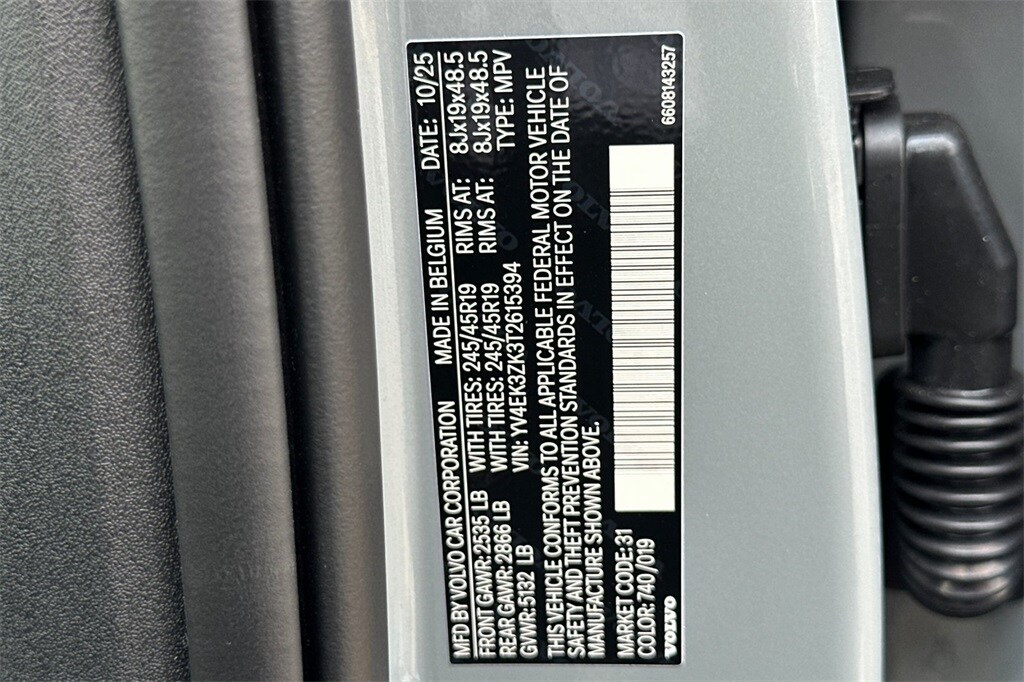 MFD BY VOLVO CAR CORPORATION MADE IN BELGIUM DATE: 10/25
FRONT GAWR:2535 LB WITH TIRES: 245/45R19 RIMS AT: 8Jx19x48.5
REAR GAWR:2866 LB WITH TIRES: 245/45R19 RIMS AT: 8Jx19x48.5
GVWR:5132 LB VIN: YV4EK3ZK3T2615394 TYPE: MPV
THIS VEHICLE CONFORMS TO ALL APPLICABLE FEDERAL MOTOR VEHICLE
SAFETY AND THEFT PREVENTION STANDARDS IN EFFECT ON THE DATE OF
MANUFACTURE SHOWN ABOVE.
MARKET CODE:31
COLOR: 740 /019
VOLVO
6608143257